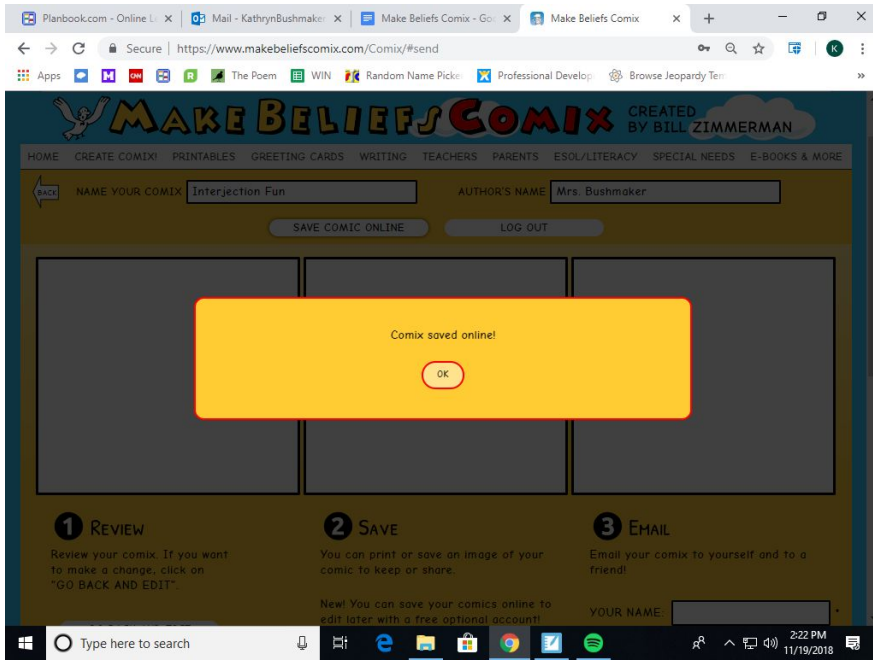 Planbook.com - Online Le
Mail - KathrynBushmaker
Make Beliefs Comix - Goo
Make Beliefs Comix
Secure | https://www.makebeliefscomix.com/Comix/#send
K
Apps
H
CNN
R
The Poem
WIN
Random Name Picke
Professional Develop
Browse Jeopardy Tem
MAKE BELIEFS COMIX
CREATED
BY BILL ZIMMERMAN
HOME CREATE COMIX! PRINTABLES GREETING CARDS WRITING TEACHERS PARENTS ESOL/LITERACY SPECIAL NEEDS E-BOOKS & MORE
BACK NAME YOUR COMIX Interjection Fun AUTHOR'S NAME Mrs. Bushmaker
SAVE COMIC ONLINE LOG OUT
Comix saved online!
OK
1 REVIEW
Review your comix. If you want
to make a change, click on
"GO BACK AND EDIT".
2 SAVE
You can print or save an image of your
comic to keep or share.
New! You can save your comics online to
edit later with a free optional account!
3 EMAIL
Email your comix to yourself and to a
friend!
YOUR NAME: *
Type here to search
2:22 PM
11/19/2018